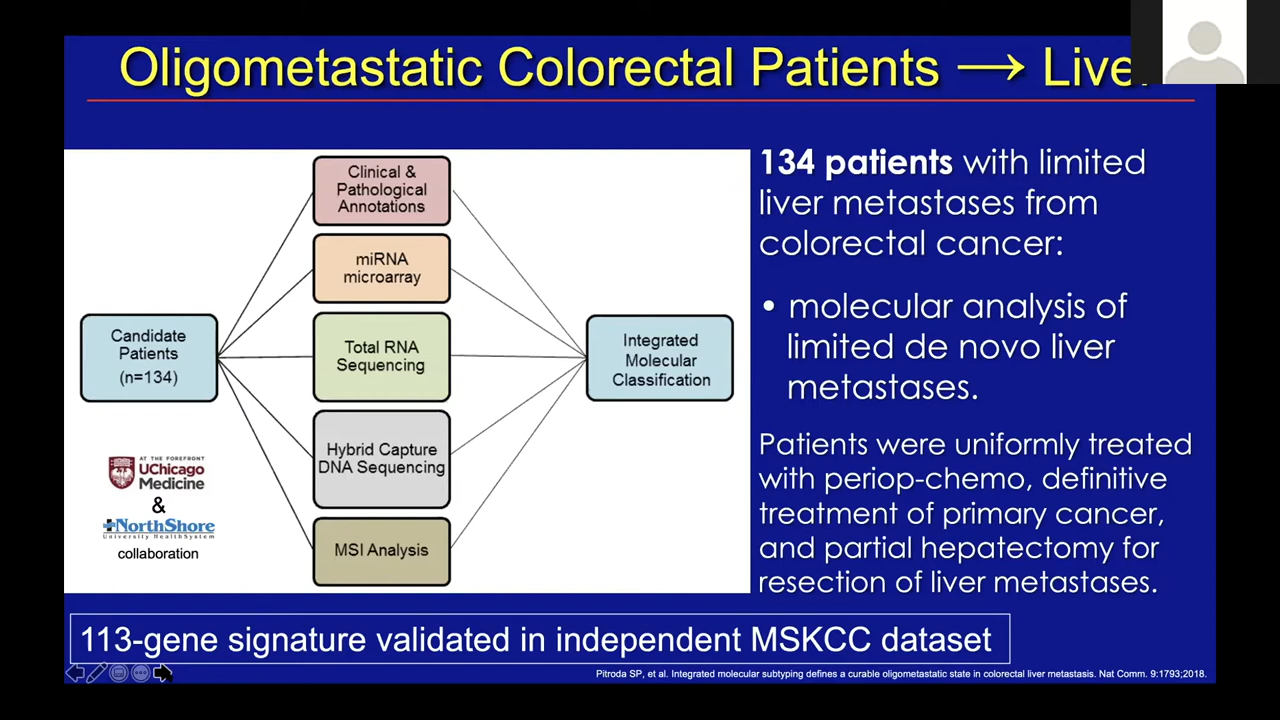 Oligometastatic Colorectal Patients → Liver
Clinical &
Pathological
Annotations
miRNA
microarray
Candidate
Patients
(n=134)
Total RNA
Sequencing
Integrated
Molecular
Classification
Hybrid Capture
DNA Sequencing
MSI Analysis
AT THE FOREFRONT
UChicago
Medicine
&
NorthShore
University HealthSystem
collaboration
134 patients with limited
liver metastases from
colorectal cancer:
• molecular analysis of
limited de novo liver
metastases.
Patients were uniformly treated
with periop-chemo, definitive
treatment of primary cancer,
and partial hepatectomy for
resection of liver metastases.
113-gene signature validated in independent MSKCC dataset
Pitroda SP, et al. Integrated molecular subtyping defines a curable oligometastatic state in colorectal liver metastasis. Nat Comm. 9:1793;2018.